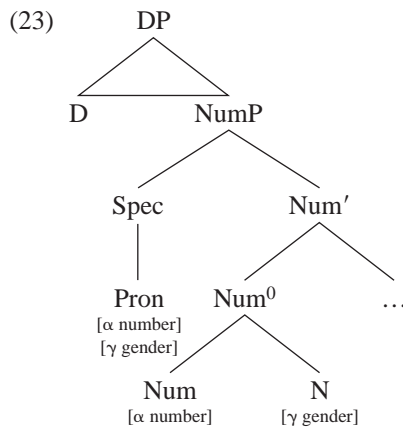 (23) DP
D NumP
Spec Num′
Pron Num⁰ …
[α number]
[γ gender]
Num N
[α number] [γ gender]